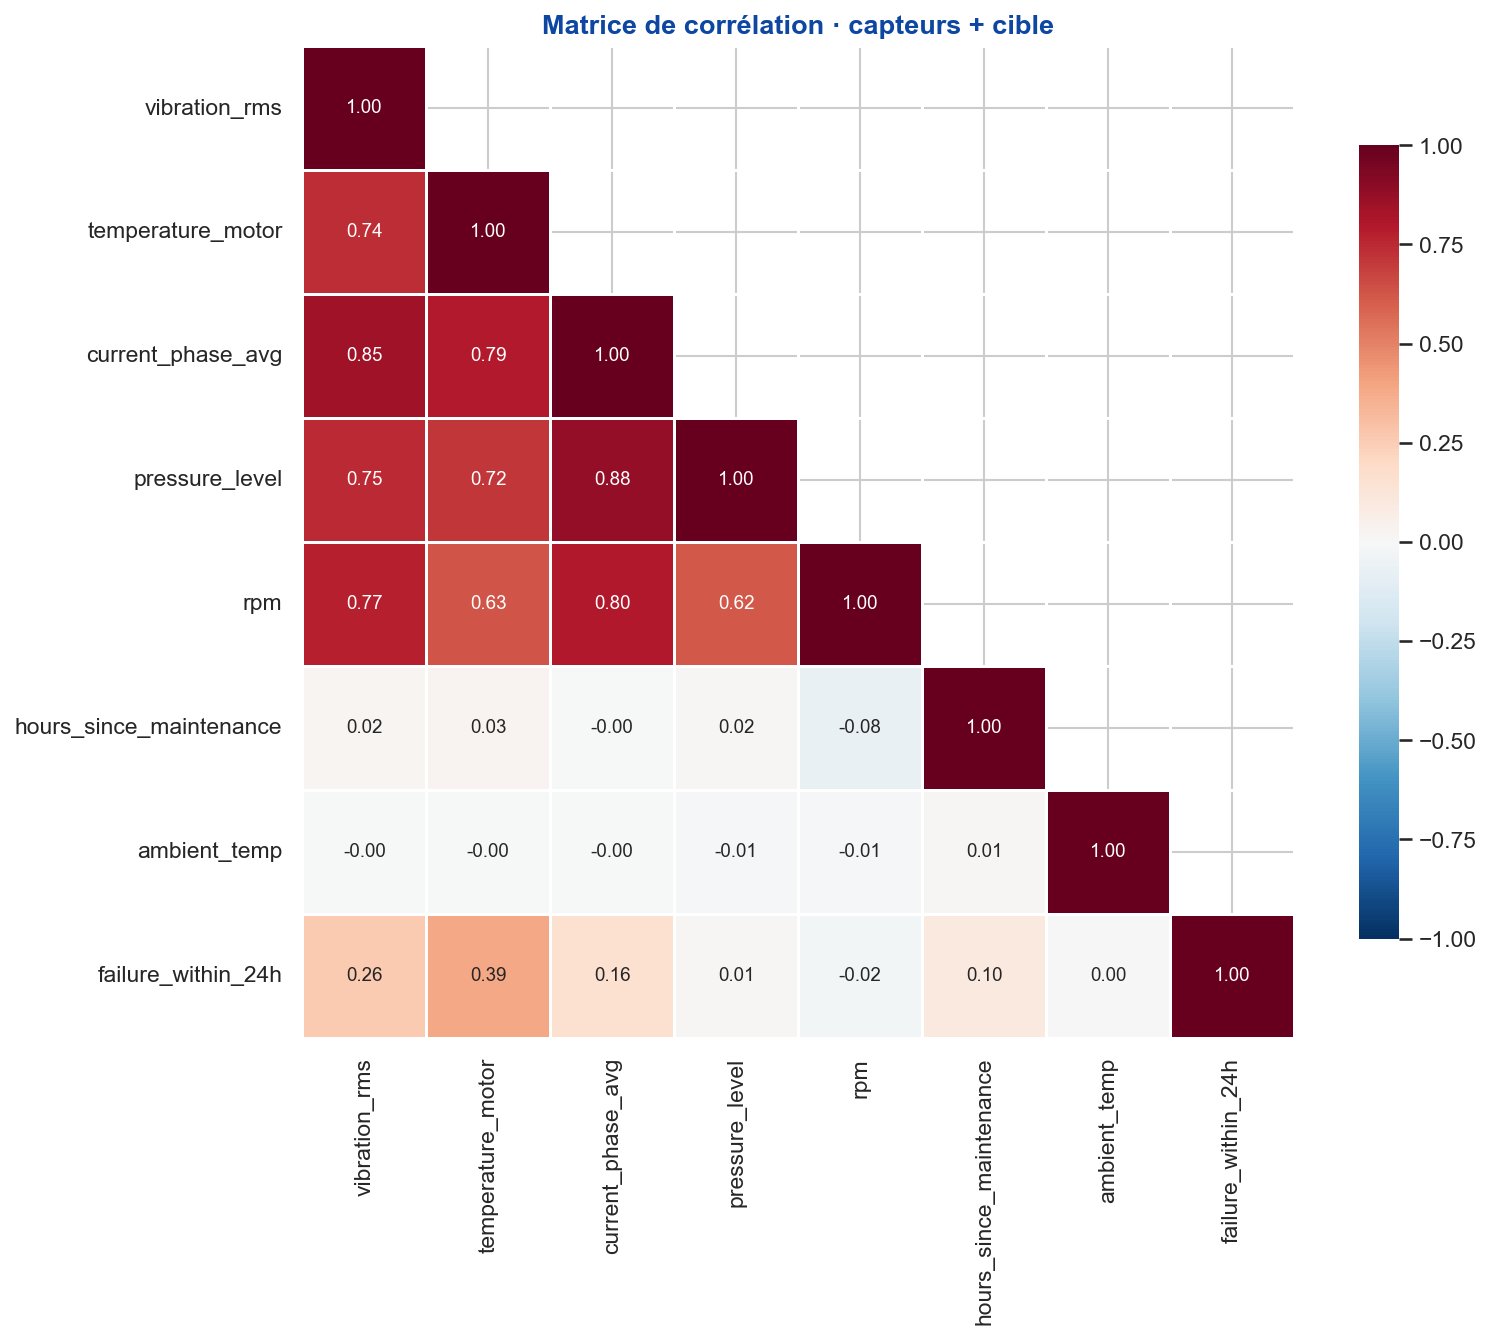 Matrice de corrélation · capteurs + cible
vibration_rms 1.00
temperature_motor 0.74 1.00
current_phase_avg 0.85 0.79 1.00
pressure_level 0.75 0.72 0.88 1.00
rpm 0.77 0.63 0.80 0.62 1.00
hours_since_maintenance 0.02 0.03 -0.00 0.02 -0.08 1.00
ambient_temp -0.00 -0.00 -0.00 -0.01 -0.01 0.01 1.00
failure_within_24h 0.26 0.39 0.16 0.01 -0.02 0.10 0.00 1.00
vibration_rms
temperature_motor
current_phase_avg
pressure_level
rpm
hours_since_maintenance
ambient_temp
failure_within_24h
1.00
0.75
0.50
0.25
0.00
−0.25
−0.50
−0.75
−1.00